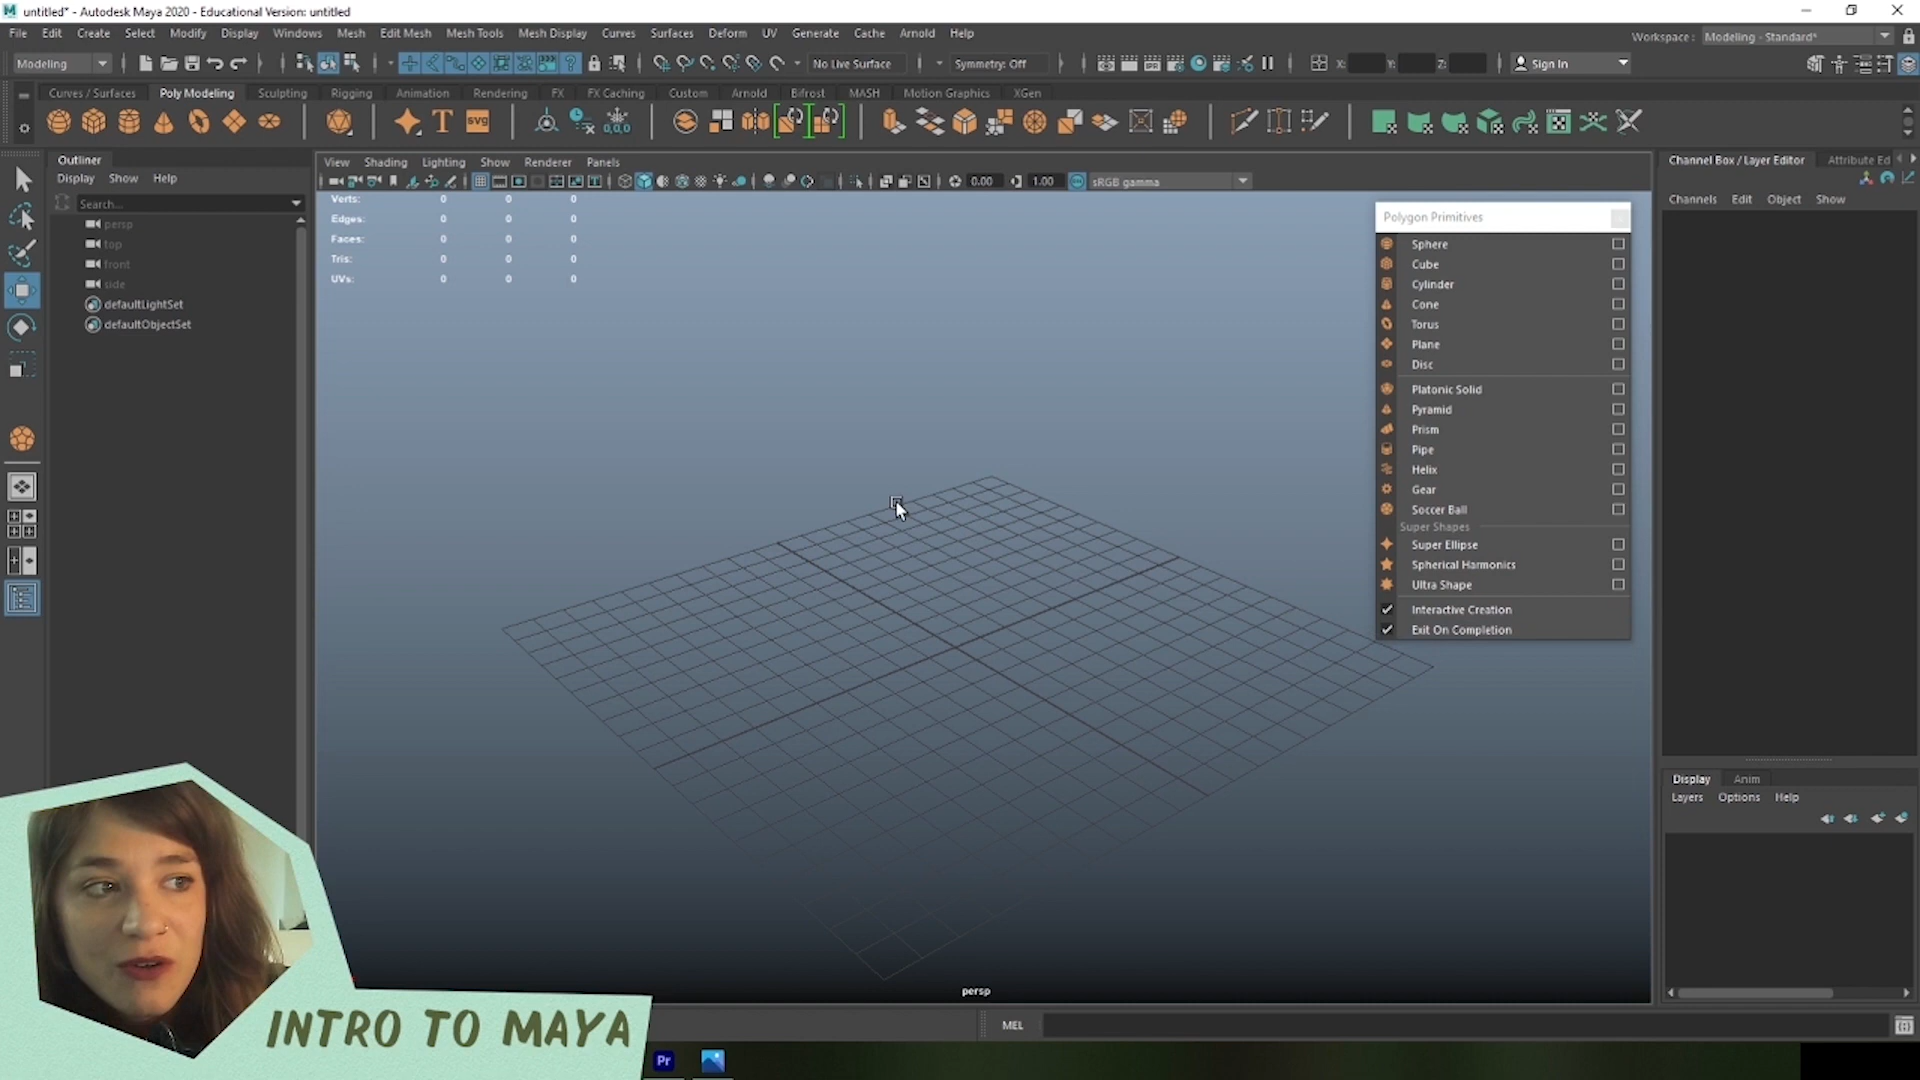 untitled* - Autodesk Maya 2020 - Educational Version: untitled
File Edit Create Select Modify Display Windows Mesh Edit Mesh Mesh Tools Mesh Display Curves Surfaces Deform UV Generate Cache Arnold Help
Workspace : Modeling - Standard*
Modeling No Live Surface Symmetry: Off X: Y: Z: Sign In
Curves / Surfaces Poly Modeling Sculpting Rigging Animation Rendering FX FX Caching Custom Arnold Bifrost MASH Motion Graphics XGen
T SVG 0,0,0
Outliner
Display Show Help
Search...
persp
top
front
side
defaultLightSet
defaultObjectSet
View Shading Lighting Show Renderer Panels
0.00 1.00 sRGB gamma
Verts: 0 0 0
Edges: 0 0 0
Faces: 0 0 0
Tris: 0 0 0
UVs: 0 0 0
Polygon Primitives
Sphere
Cube
Cylinder
Cone
Torus
Plane
Disc
Platonic Solid
Pyramid
Prism
Pipe
Helix
Gear
Soccer Ball
Super Shapes
Super Ellipse
Spherical Harmonics
Ultra Shape
Interactive Creation
Exit On Completion
Channel Box / Layer Editor Attribute Ed
Channels Edit Object Show
Display Anim
Layers Options Help
persp
MEL
INTRO TO MAYA
Pr